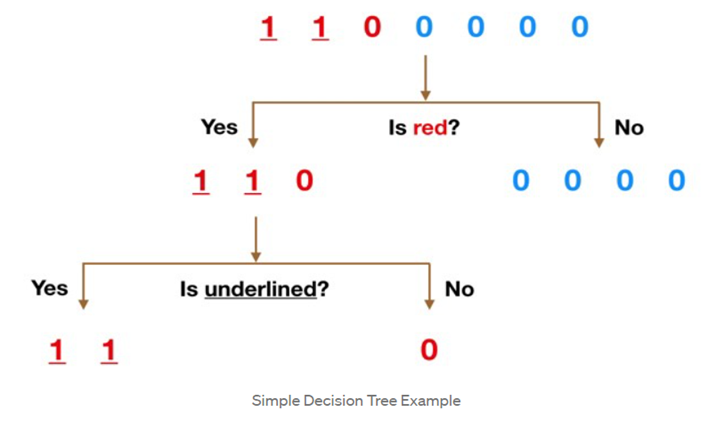 1 1 0 0 0 0 0
Yes Is red? No
1 1 0 0 0 0 0
Yes Is underlined? No
1 1 0
Simple Decision Tree Example